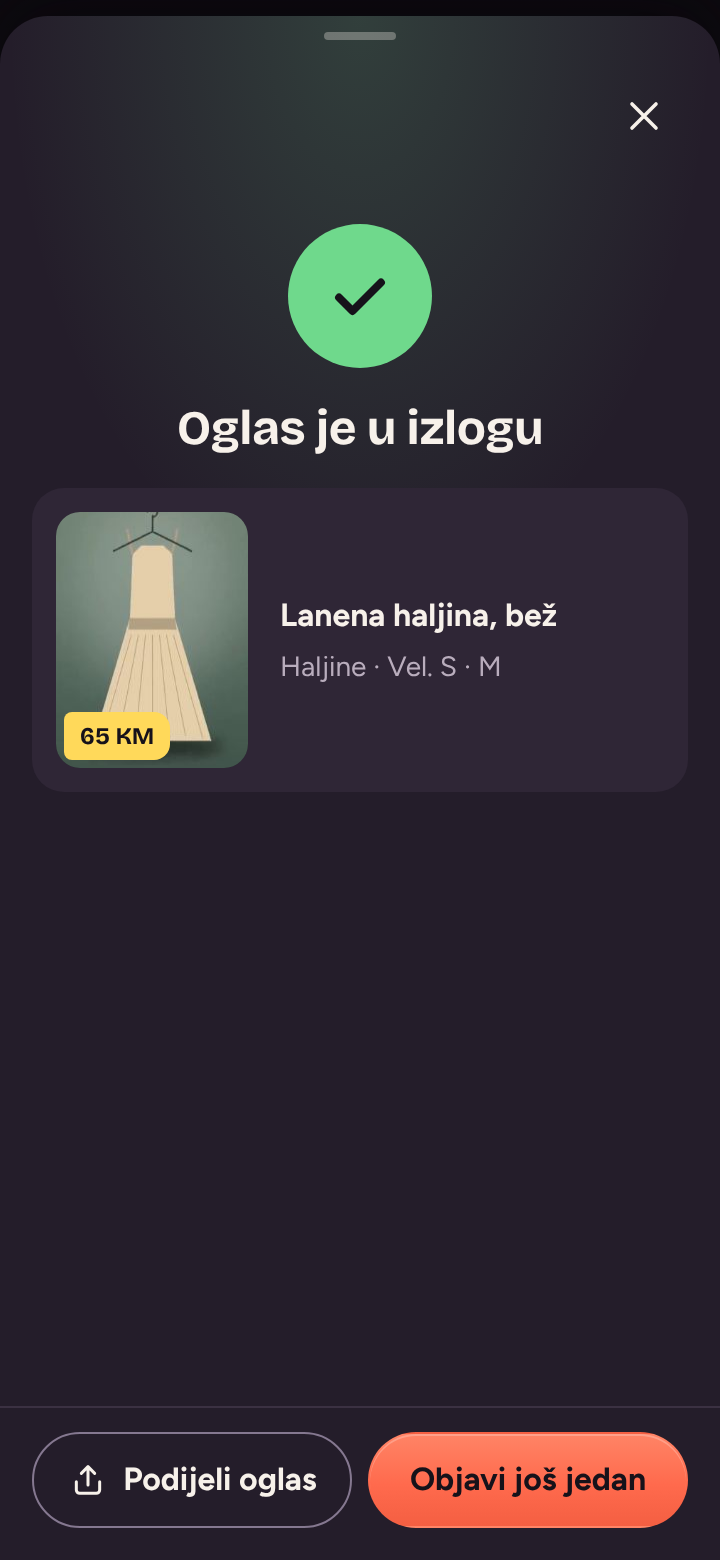 Oglas je u izlogu
Lanena haljina, bež
Haljine · Vel. S · M
65 KM
Podijeli oglas
Objavi još jedan